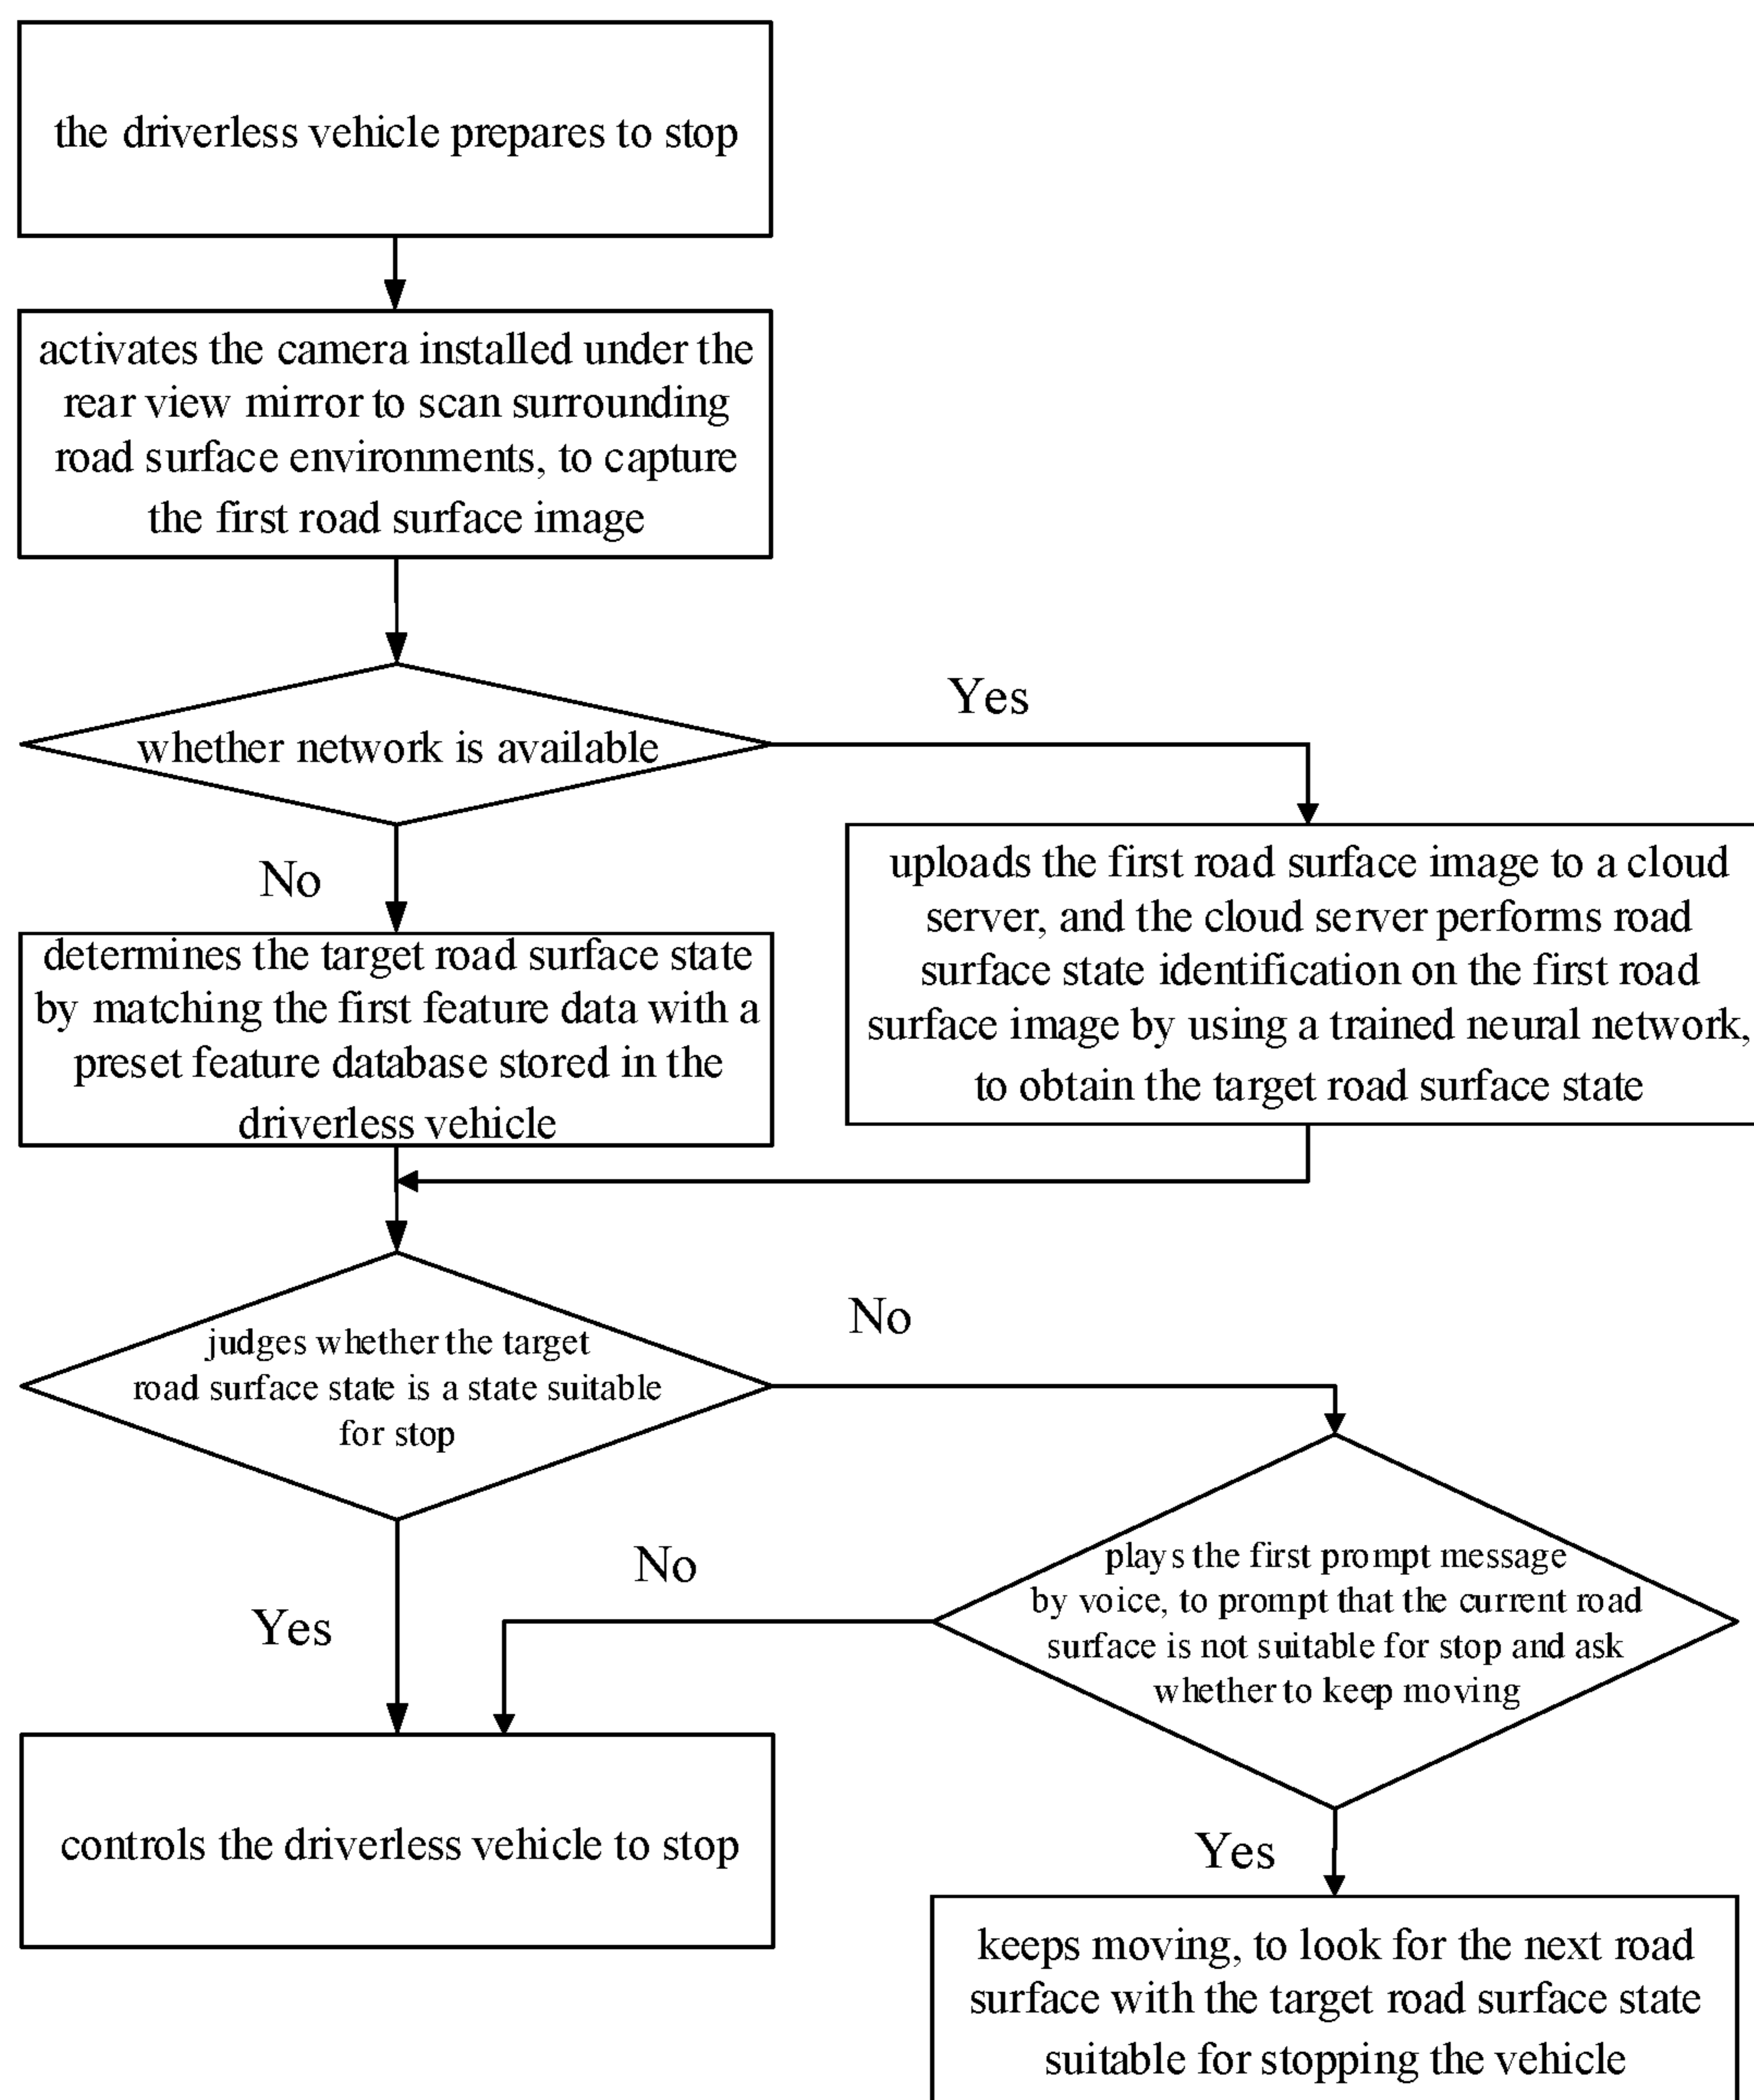 the driverless vehicle prepares to stop
activates the camera installed under the
rear view mirror to scan surrounding
road surface environments, to capture
the first road surface image
whether network is available
Yes
No
uploads the first road surface image to a cloud
server, and the cloud server performs road
surface state identification on the first road
surface image by using a trained neural network,
to obtain the target road surface state
determines the target road surface state
by matching the first feature data with a
preset feature database stored in the
driverless vehicle
judges whether the target
road surface state is a state suitable
for stop
No
Yes
No
plays the first prompt message
by voice, to prompt that the current road
surface is not suitable for stop and ask
whether to keep moving
controls the driverless vehicle to stop
Yes
keeps moving, to look for the next road
surface with the target road surface state
suitable for stopping the vehicle